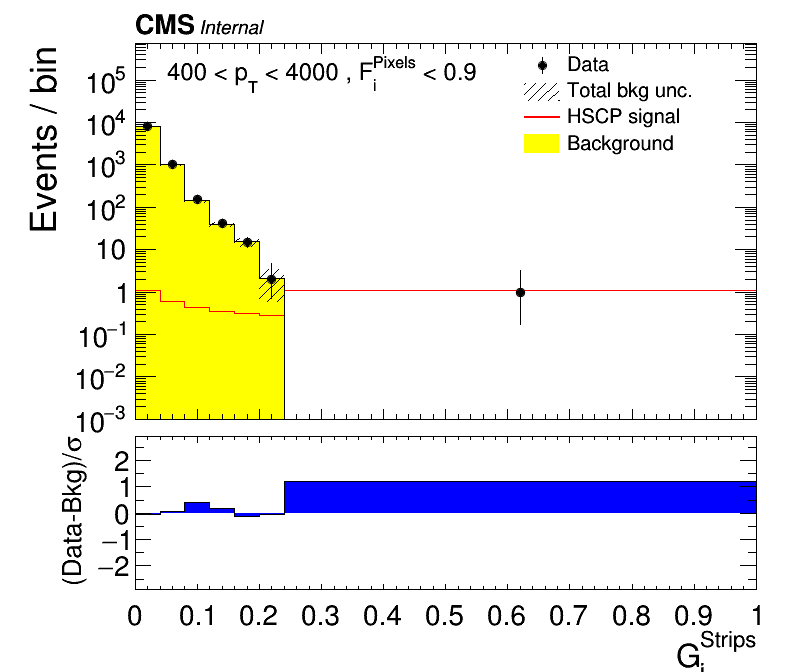 CMS Internal
400 < p_T < 4000 , F_i^Pixels < 0.9
Data
Total bkg unc.
HSCP signal
Background
Events / bin
10^5
10^4
10^3
10^2
10
1
10^−1
10^−2
10^−3
(Data-Bkg)/σ
2
1
0
−1
−2
0 0.1 0.2 0.3 0.4 0.5 0.6 0.7 0.8 0.9 1
G_i^Strips